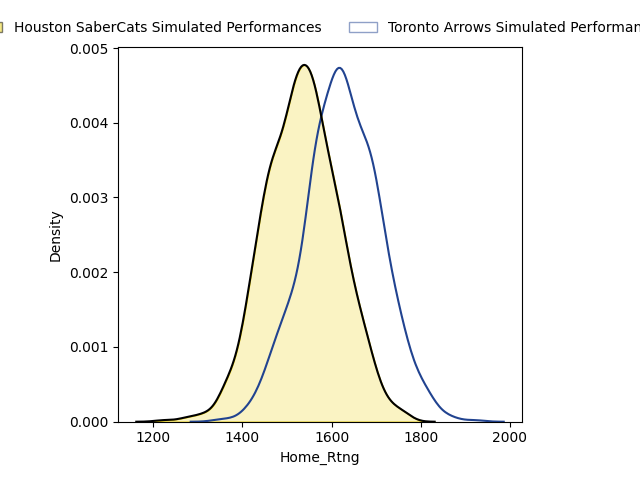 Houston SaberCats Simulated Performances
Toronto Arrows Simulated
0.005
0.004
0.003
0.002
0.001
0.000
Density
1200 1400 1600 1800 2000
Home_Rtng